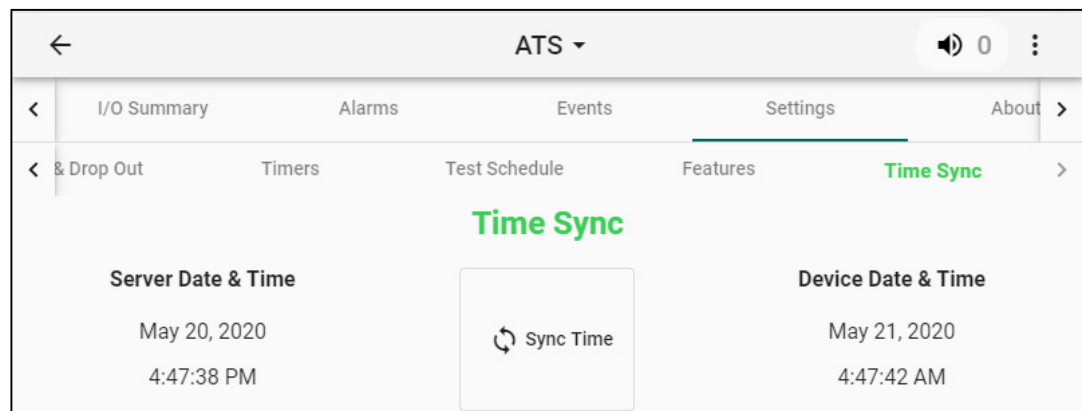 ATS 0
I/O Summary Alarms Events Settings About
& Drop Out Timers Test Schedule Features Time Sync
Time Sync
Server Date & Time Device Date & Time
May 20, 2020 Sync Time May 21, 2020
4:47:38 PM 4:47:42 AM